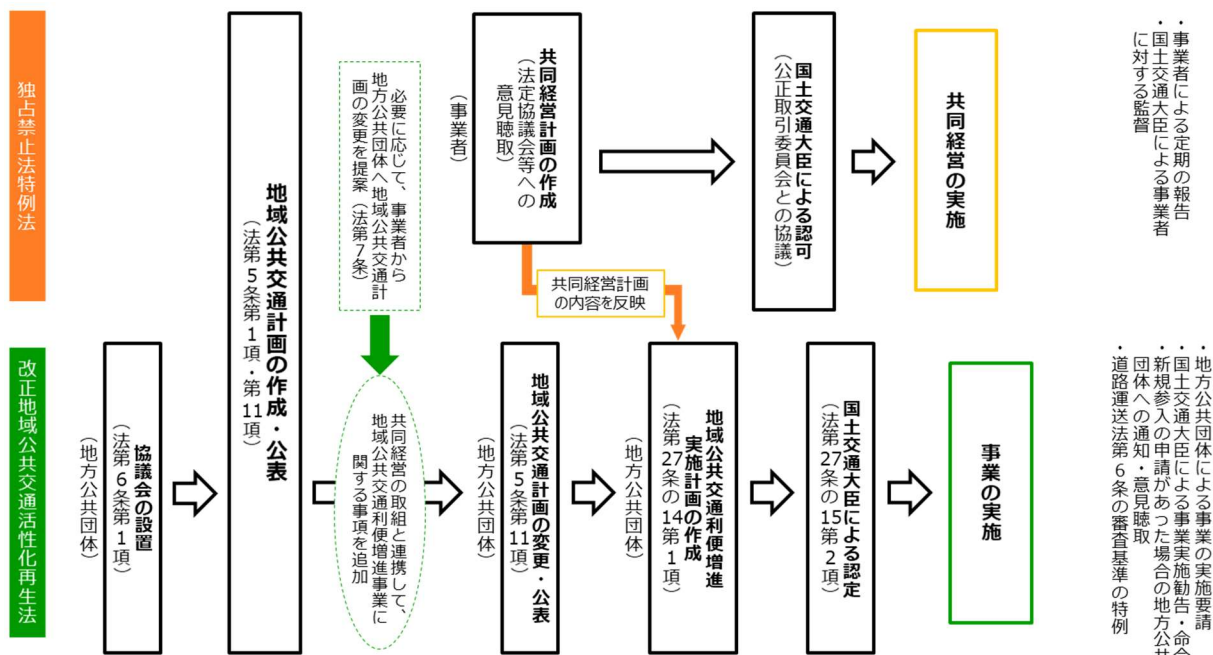 独占禁止法特例法
地域公共交通計画の作成・公表
（法第5条第1項・第11項）
必要に応じて、事業者から
地方公共団体へ地域公共交通計
画の変更を提案（法第7条）
共同経営計画の作成
（法定協議会等への
意見聴取）
（事業者）
共同経営計画
の内容を反映
国土交通大臣による認可
（公正取引委員会との協議）
共同経営の実施
・事業者による定期の報告
・国土交通大臣による事業者
に対する監督
改正地域公共交通活性化再生法
協議会の設置
（法第6条第1項）
（地方公共団体）
共同経営の取組と連携して、
地域公共交通利便増進事業に
関する事項を追加
地域公共交通計画の変更・公表
（法第5条第11項）
（地方公共団体）
地域公共交通利便増進
実施計画の作成
（法第27条の14第1項）
（地方公共団体）
国土交通大臣による認定
（法第27条の15第2項）
事業の実施
・地方公共団体による事業の実施要請
・国土交通大臣による事業実施勧告・命令
・新規参入の申請があった場合の地方公共
団体への通知・意見聴取
・道路運送法第6条の審査基準の特例